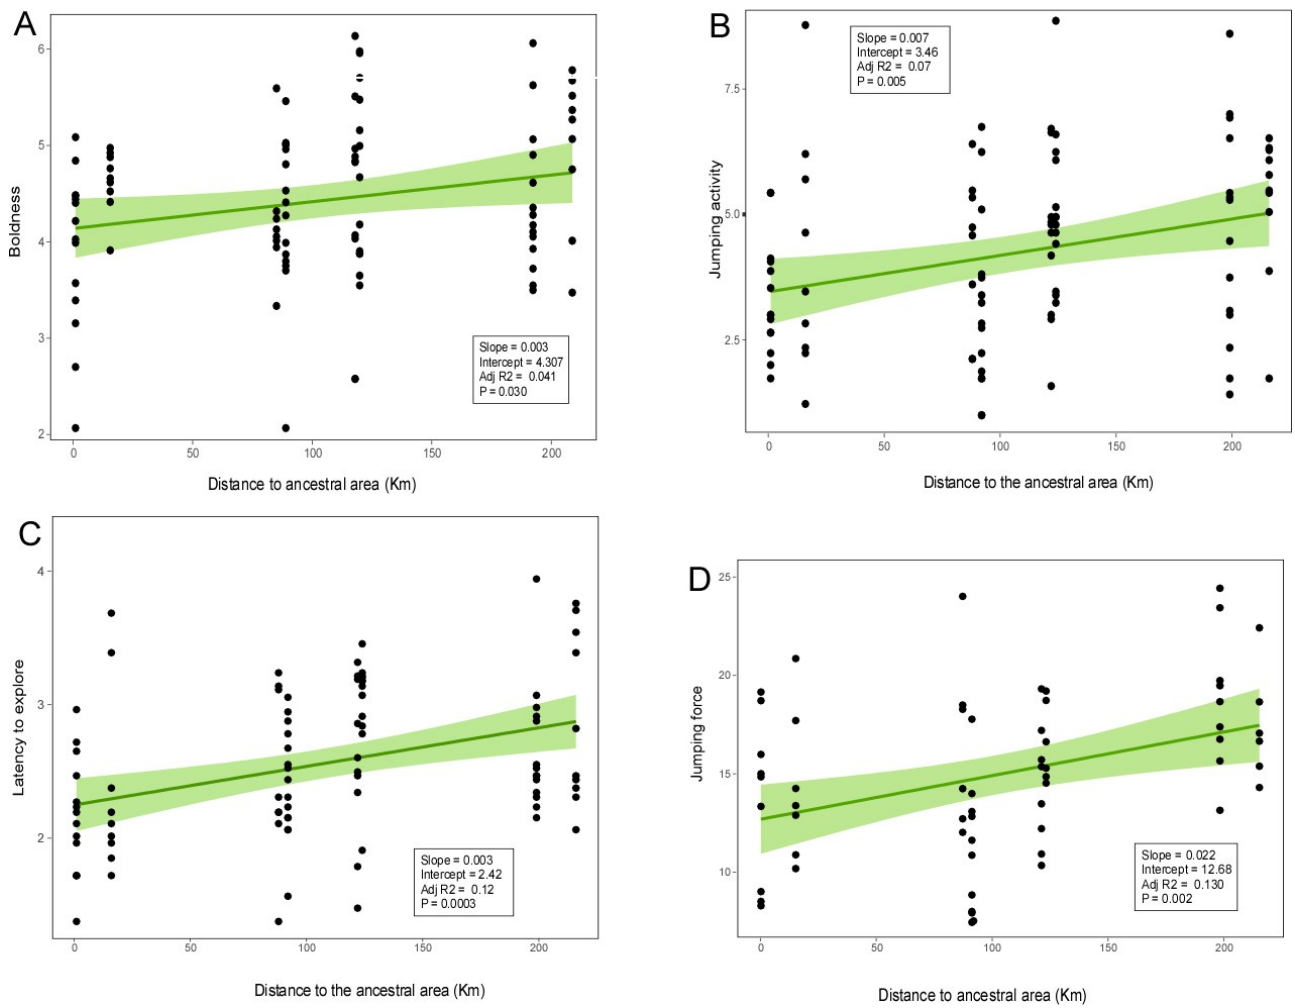 A
6
5
4
3
2
Boldness
Slope = 0.003
Intercept = 4.307
Adj R2 = 0.041
P = 0.030
0 50 100 150 200
Distance to ancestral area (Km)
B
7.5
5.0
2.5
Jumping activity
Slope = 0.007
Intercept = 3.46
Adj R2 = 0.07
P = 0.005
0 50 100 150 200
Distance to the ancestral area (Km)
C
4
3
2
Latency to explore
Slope = 0.003
Intercept = 2.42
Adj R2 = 0.12
P = 0.0003
0 50 100 150 200
Distance to the ancestral area (Km)
D
25
20
15
10
Jumping force
Slope = 0.022
Intercept = 12.68
Adj R2 = 0.130
P = 0.002
0 50 100 150 200
Distance to ancestral area (Km)